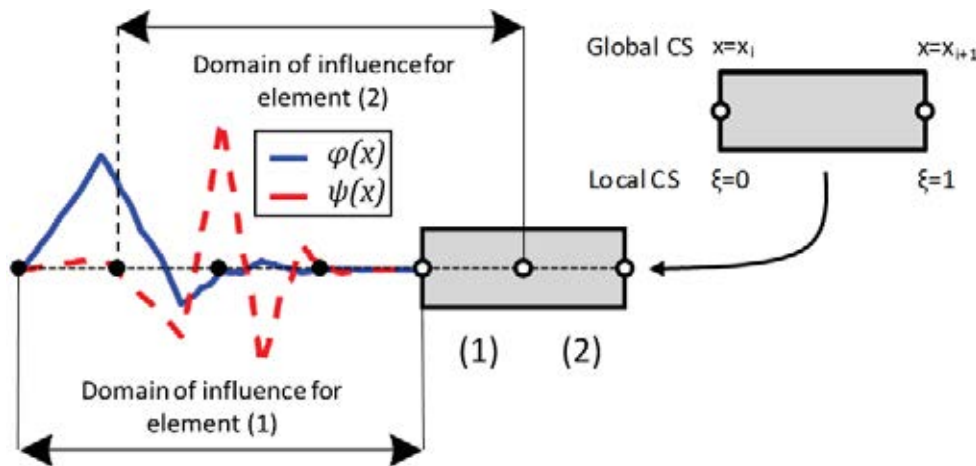 Domain of influence for
element (2)
φ(x)
ψ(x)
Global CS x=xᵢ x=xᵢ₊₁
Local CS ξ=0 ξ=1
(1) (2)
Domain of influence for
element (1)